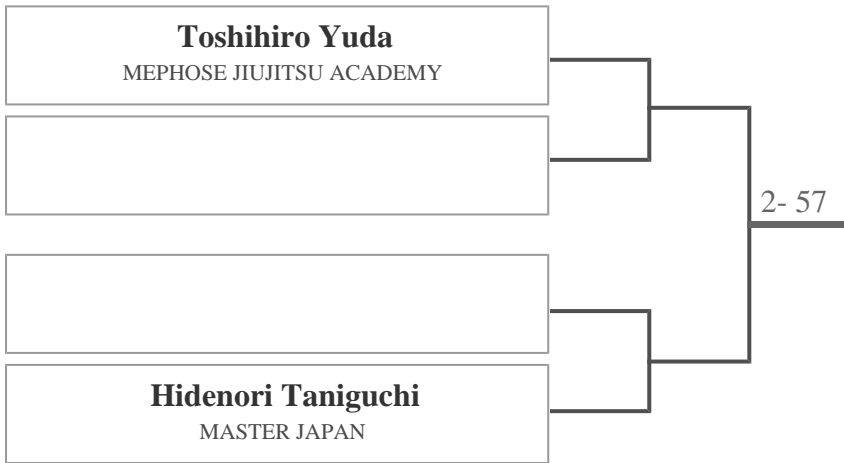 Toshihiro Yuda
MEPHOSE JIUJITSU ACADEMY
2- 57
Hidenori Taniguchi
MASTER JAPAN